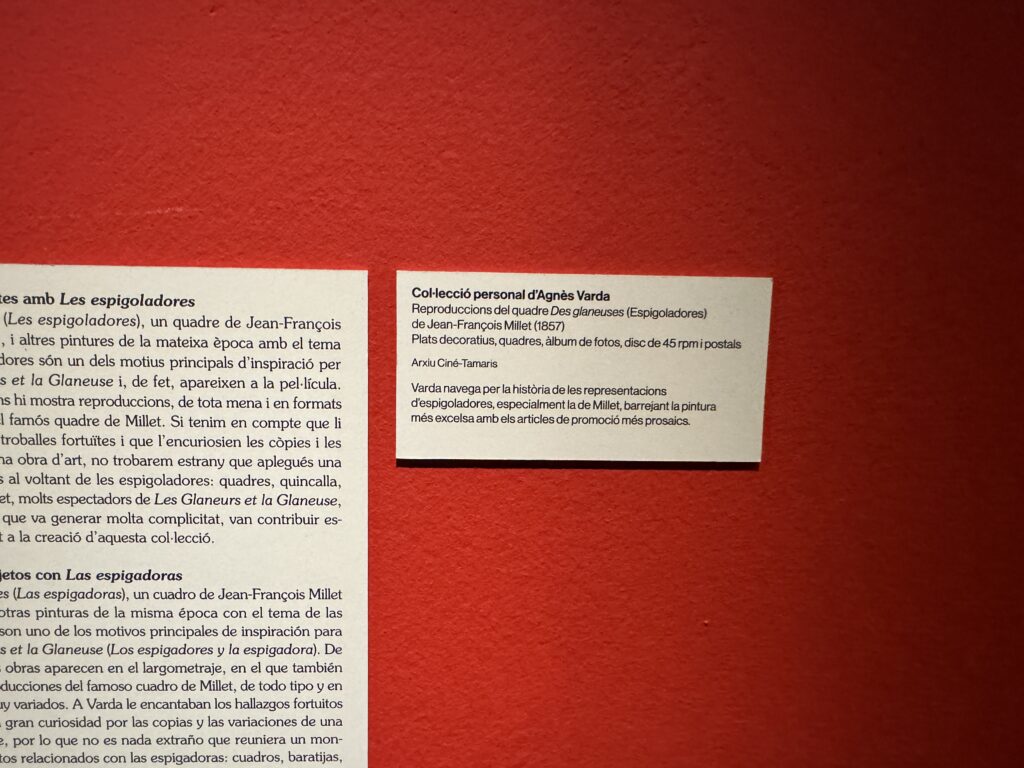 tes amb Les espigoladores
(Les espigoladores), un quadre de Jean-François
, i altres pintures de la mateixa època amb el tema
dores són un dels motius principals d’inspiració per
s et la Glaneuse i, de fet, apareixen a la pel·lícula.
ns hi mostra reproduccions, de tota mena i en formats
l famós quadre de Millet. Si tenim en compte que li
troballes fortuïtes i que l’encuriosien les còpies i les
na obra d’art, no trobarem estrany que aplegués una
s al voltant de les espigoladores: quadres, quincalla,
et, molts espectadors de Les Glaneurs et la Glaneuse,
que va generar molta complicitat, van contribuir es-
t a la creació d’aquesta col·lecció.
jetos con Las espigadoras
es (Las espigadoras), un cuadro de Jean-François Millet
otras pinturas de la misma época con el tema de las
son uno de los motivos principales de inspiración para
s et la Glaneuse (Los espigadores y la espigadora). De
s obras aparecen en el largometraje, en el que también
ducciones del famoso cuadro de Millet, de todo tipo y en
uy variados. A Varda le encantaban los hallazgos fortuitos
gran curiosidad por las copias y las variaciones de una
e, por lo que no es nada extraño que reuniera un mon-
tos relacionados con las espigadoras: cuadros, baratijas,
Col·lecció personal d’Agnès Varda
Reproduccions del quadre Des glaneuses (Espigoladores)
de Jean-François Millet (1857)
Plats decoratius, quadres, àlbum de fotos, disc de 45 rpm i postals
Arxiu Ciné-Tamaris
Varda navega per la història de les representacions
d’espigoladores, especialment la de Millet, barrejant la pintura
més excelsa amb els articles de promoció més prosaics.